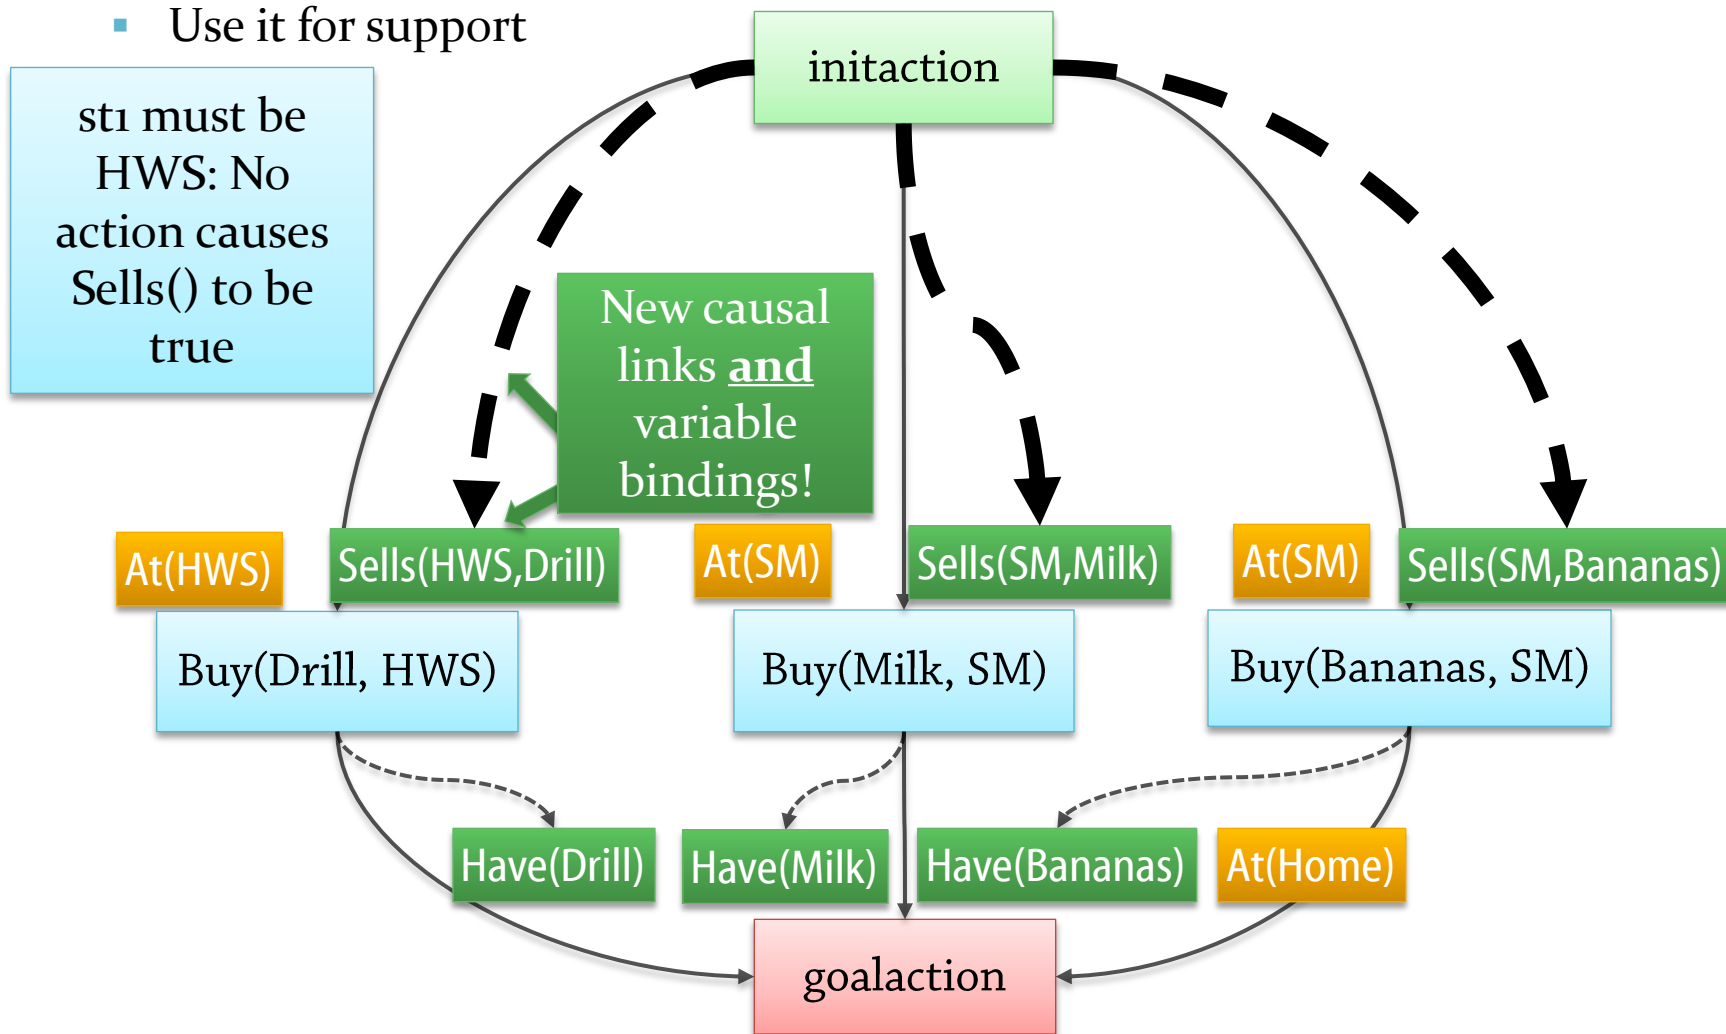 ▪ Use it for support
initaction
st1 must be
HWS: No
action causes
Sells() to be
true
New causal
links and
variable
bindings!
At(HWS)
Sells(HWS,Drill)
At(SM)
Sells(SM,Milk)
At(SM)
Sells(SM,Bananas)
Buy(Drill, HWS)
Buy(Milk, SM)
Buy(Bananas, SM)
Have(Drill)
Have(Milk)
Have(Bananas)
At(Home)
goalaction